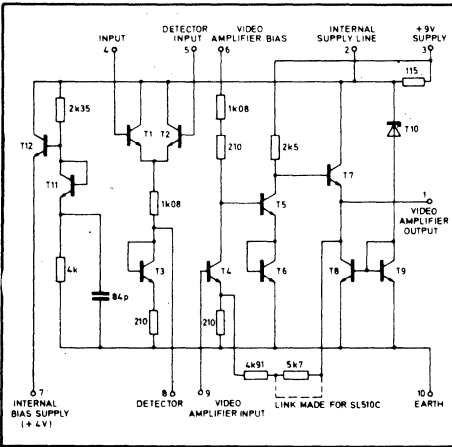 INPUT
4
DETECTOR
INPUT
5
VIDEO
AMPLIFIER BIAS
6
INTERNAL
SUPPLY LINE
2
+9V
SUPPLY
3
115
2k35
1k08
T10
T12
T1
T2
210
2k5
T11
T7
1k08
T5
1
VIDEO
AMPLIFIER
OUTPUT
4k
84p
T3
T4
T6
T8
T9
210
210
4k91
5k7
7
INTERNAL
BIAS SUPPLY
(+4V)
8
DETECTOR
9
VIDEO
AMPLIFIER INPUT
LINK MADE FOR SL510C
10
EARTH